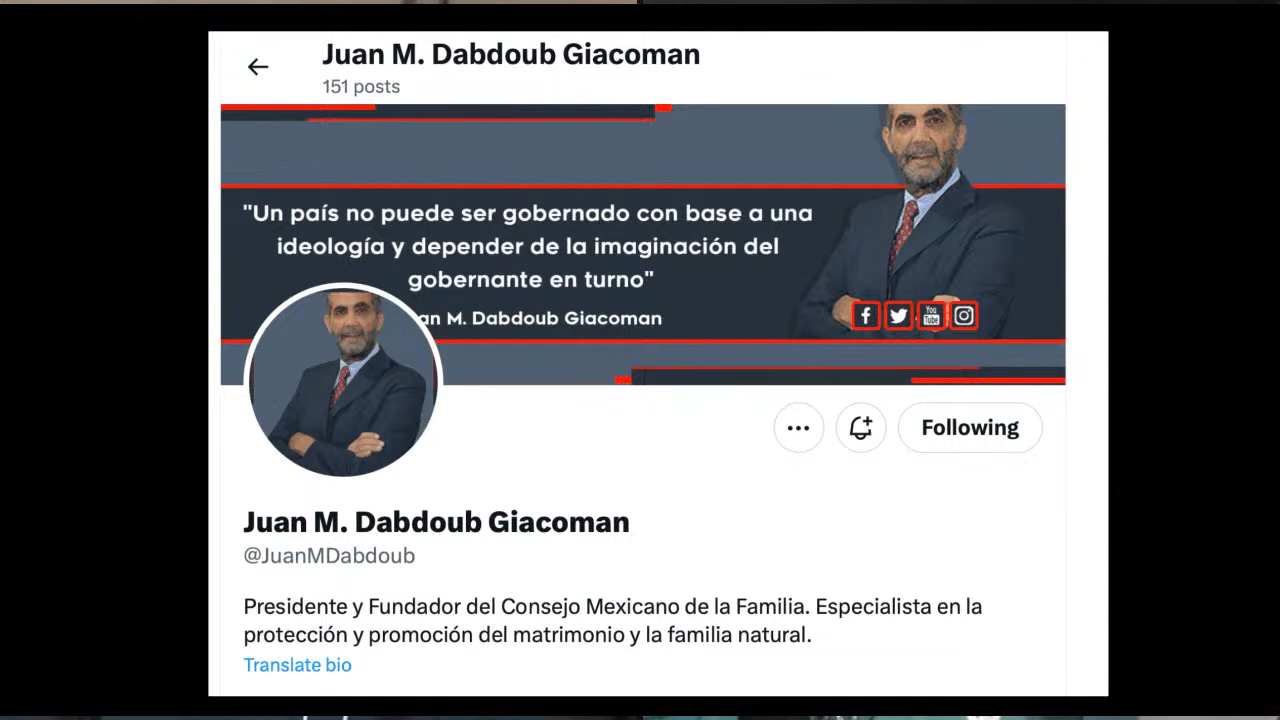 Juan M. Dabdoub Giacoman
151 posts
"Un país no puede ser gobernado con base a una
ideología y depender de la imaginación del
gobernante en turno"
M. Dabdoub Giacoman
You
Tube
Following
Juan M. Dabdoub Giacoman
@JuanMDabdoub
Presidente y Fundador del Consejo Mexicano de la Familia. Especialista en la
protección y promoción del matrimonio y la familia natural.
Translate bio